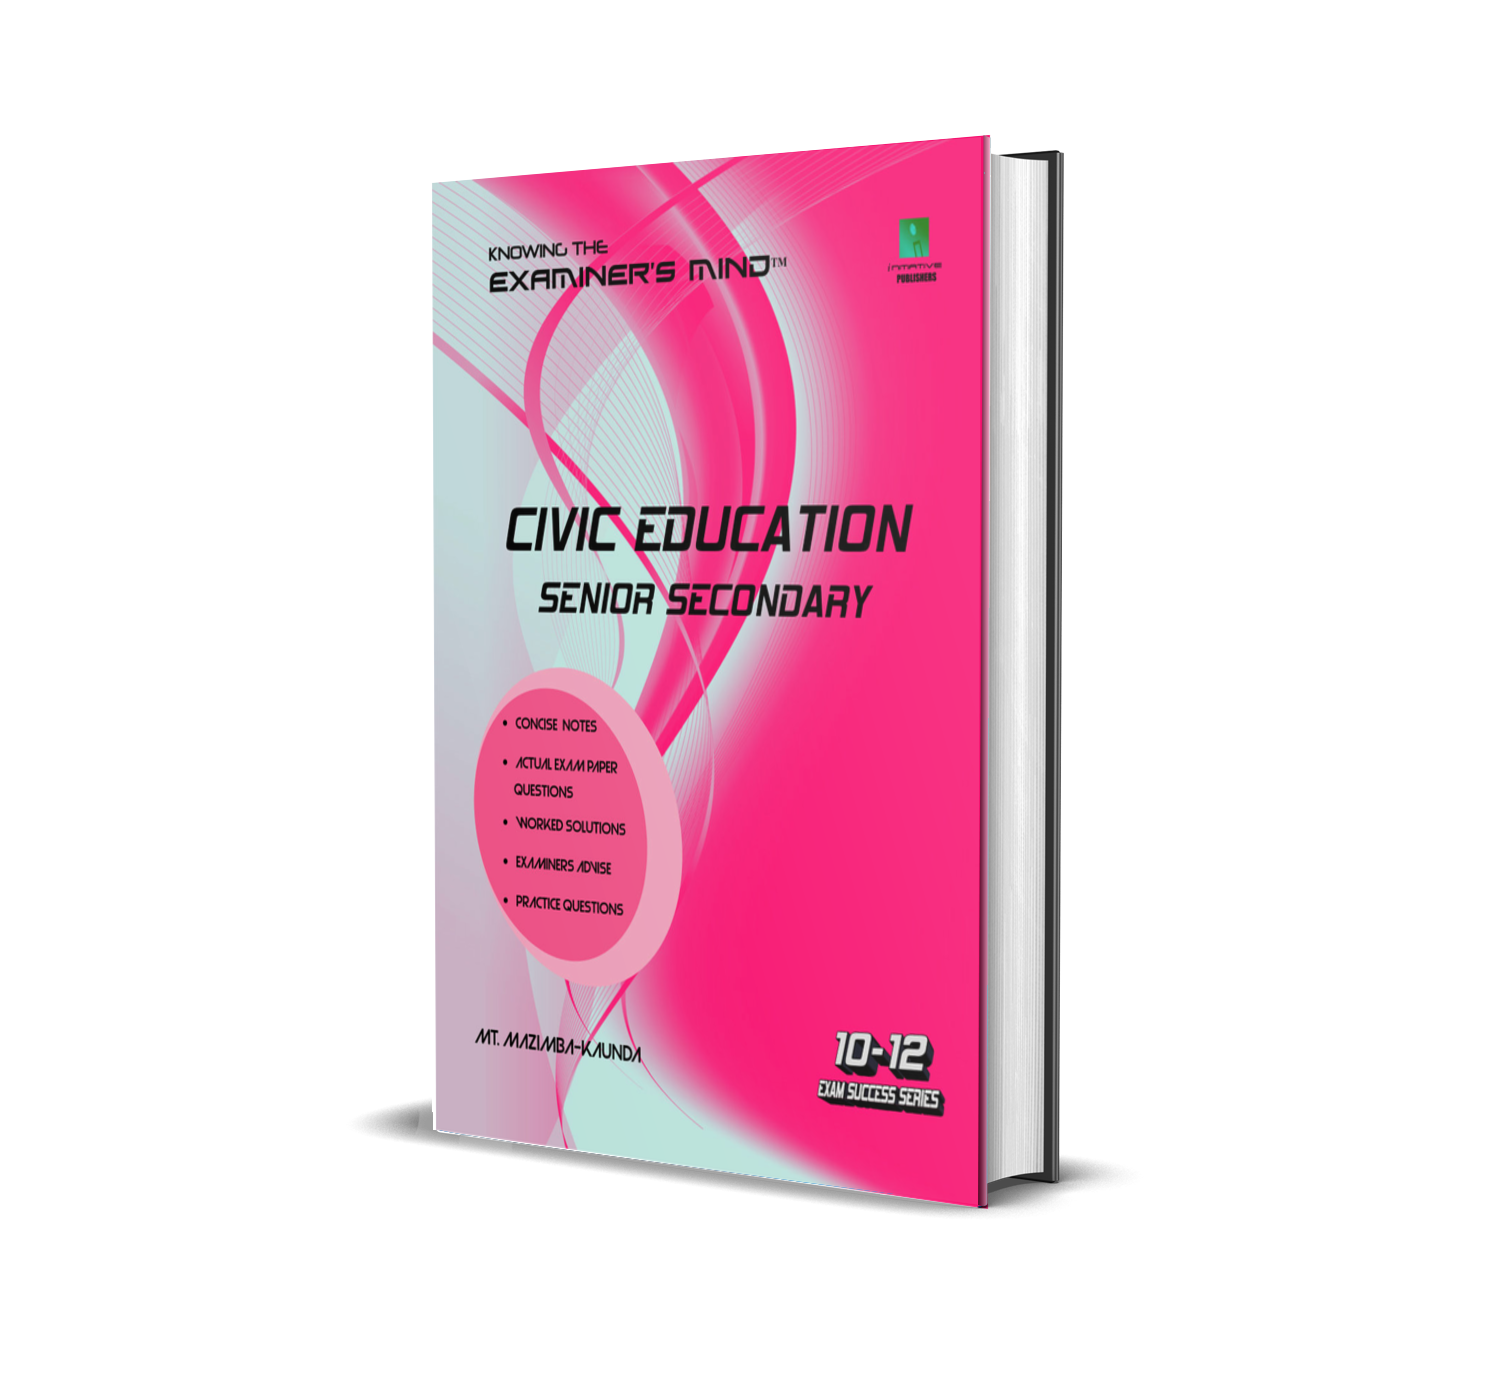 KNOWING THE
EXAMINER'S MIND™
INITIATIVE
PUBLISHERS
CIVIC EDUCATION
SENIOR SECONDARY
• CONCISE NOTES
• ACTUAL EXAM PAPER
QUESTIONS
• WORKED SOLUTIONS
• EXAMINERS ADVISE
• PRACTICE QUESTIONS
MT. MAZIMBA-KAUNDA
10-12
EXAM SUCCESS SERIES